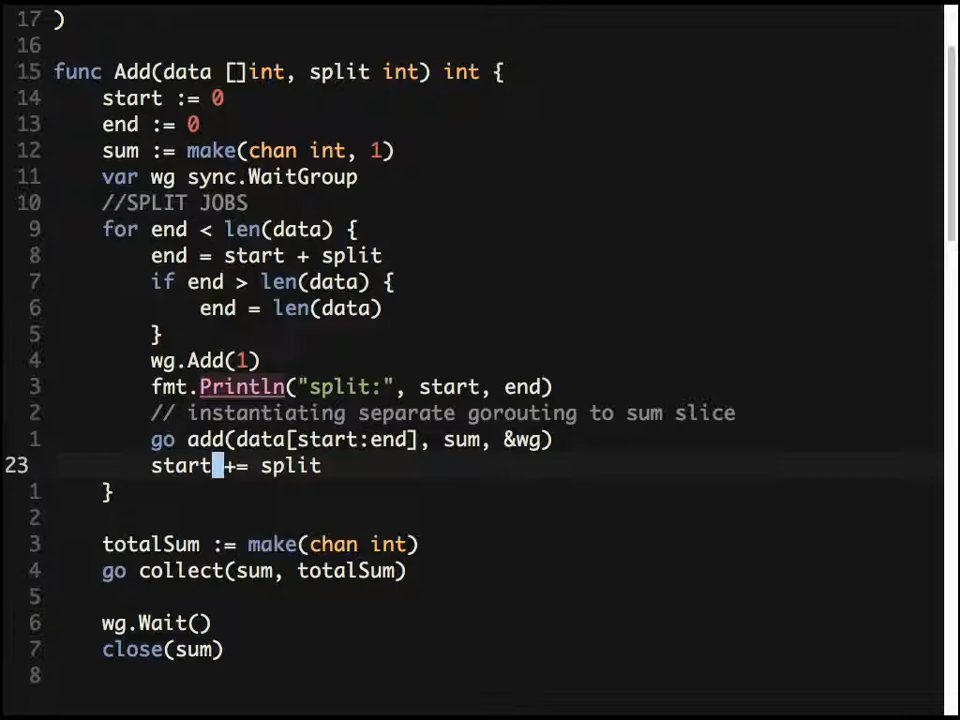 17 )
16
15 func Add(data []int, split int) int {
14     start := 0
13     end := 0
12     sum := make(chan int, 1)
11     var wg sync.WaitGroup
10     //SPLIT JOBS
9     for end < len(data) {
8         end = start + split
7         if end > len(data) {
6             end = len(data)
5         }
4         wg.Add(1)
3         fmt.Println("split:", start, end)
2         // instantiating separate gorouting to sum slice
1         go add(data[start:end], sum, &wg)
23         start += split
1     }
2
3     totalSum := make(chan int)
4     go collect(sum, totalSum)
5
6     wg.Wait()
7     close(sum)
8